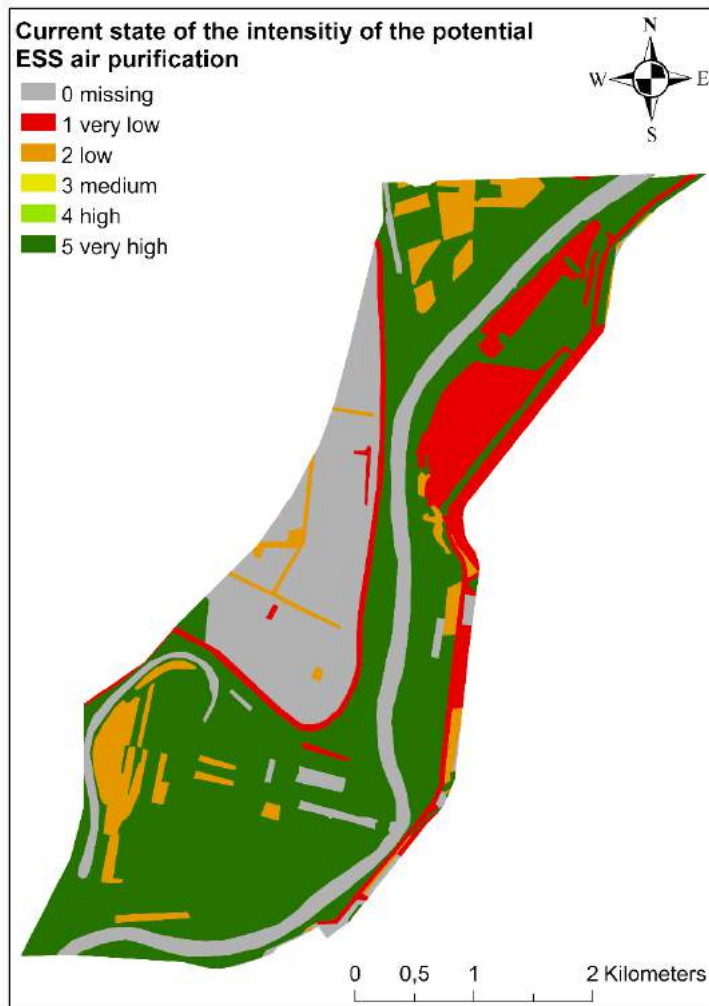 Current state of the intensitiy of the potential
ESS air purification
0 missing
1 very low
2 low
3 medium
4 high
5 very high
N
W E
S
0 0,5 1 2 Kilometers